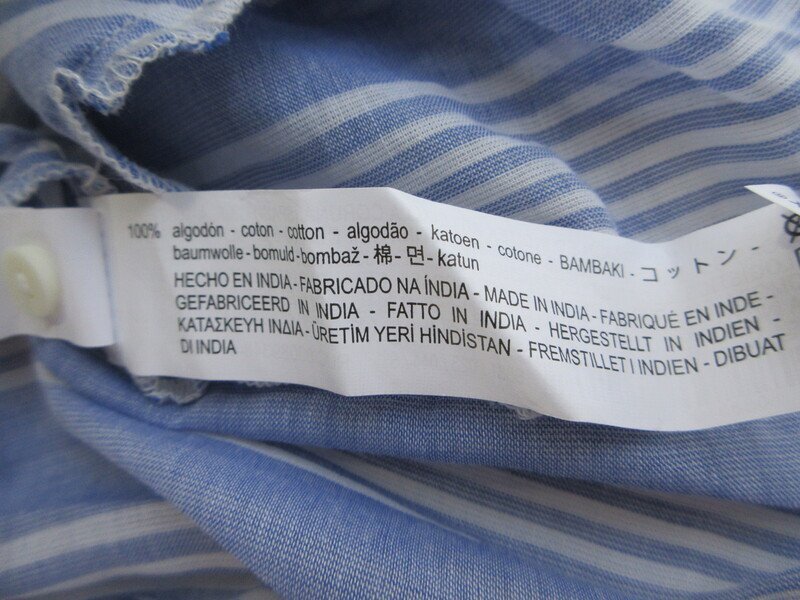 100% algodón - coton - cotton - algodão - katoen - cotone - BAMBAKI - コットン -
baumwolle - bomuld - bombaž - 棉 - 면 - katun
HECHO EN INDIA - FABRICADO NA ÍNDIA - MADE IN INDIA - FABRIQUÉ EN INDE -
GEFABRICEERD IN INDIA - FATTO IN INDIA - HERGESTELLT IN INDIEN -
ΚΑΤΑΣΚΕΥΗ ΙΝΔΙΑ - ÜRETİM YERİ HİNDİSTAN - FREMSTILLET I INDIEN - DIBUAT
DI INDIA